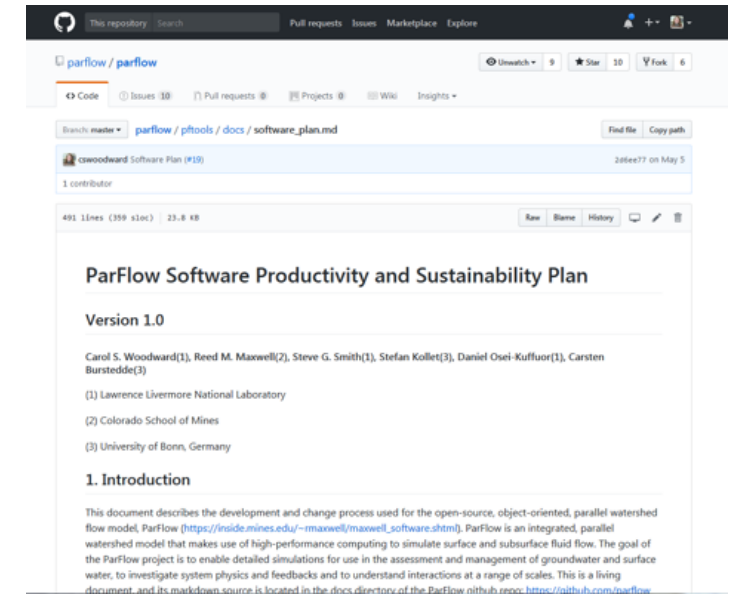 This repository Search Pull requests Issues Marketplace Explore
parflow / parflow Unwatch 9 Star 10 Fork 6
Code Issues 10 Pull requests 0 Projects 0 Wiki Insights
Branch: master parflow / pftools / docs / software_plan.md Find file Copy path
cswoodward Software Plan (#19) 2d6ee77 on May 5
1 contributor
491 lines (359 sloc) 23.8 KB Raw Blame History
ParFlow Software Productivity and Sustainability Plan
Version 1.0
Carol S. Woodward(1), Reed M. Maxwell(2), Steve G. Smith(1), Stefan Kollet(3), Daniel Osei-Kuffuor(1), Carsten
Burstedde(3)
(1) Lawrence Livermore National Laboratory
(2) Colorado School of Mines
(3) University of Bonn, Germany
1. Introduction
This document describes the development and change process used for the open-source, object-oriented, parallel watershed
flow model, ParFlow (https://inside.mines.edu/~rmaxwell/maxwell_software.shtml). ParFlow is an integrated, parallel
watershed model that makes use of high-performance computing to simulate surface and subsurface fluid flow. The goal of
the ParFlow project is to enable detailed simulations for use in the assessment and management of groundwater and surface
water, to investigate system physics and feedbacks and to understand interactions at a range of scales. This is a living
document, and its markdown source is located in the docs directory of the ParFlow github repo: https://github.com/parflow